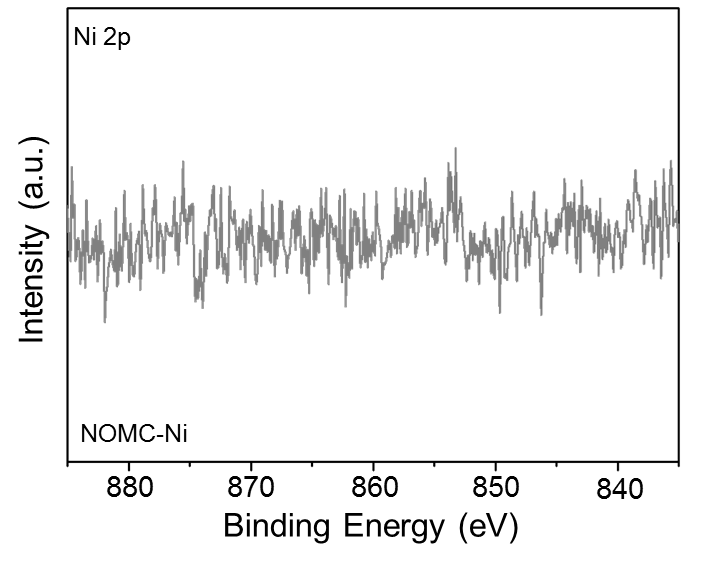 Ni 2p
Intensity (a.u.)
NOMC-Ni
880 870 860 850 840
Binding Energy (eV)